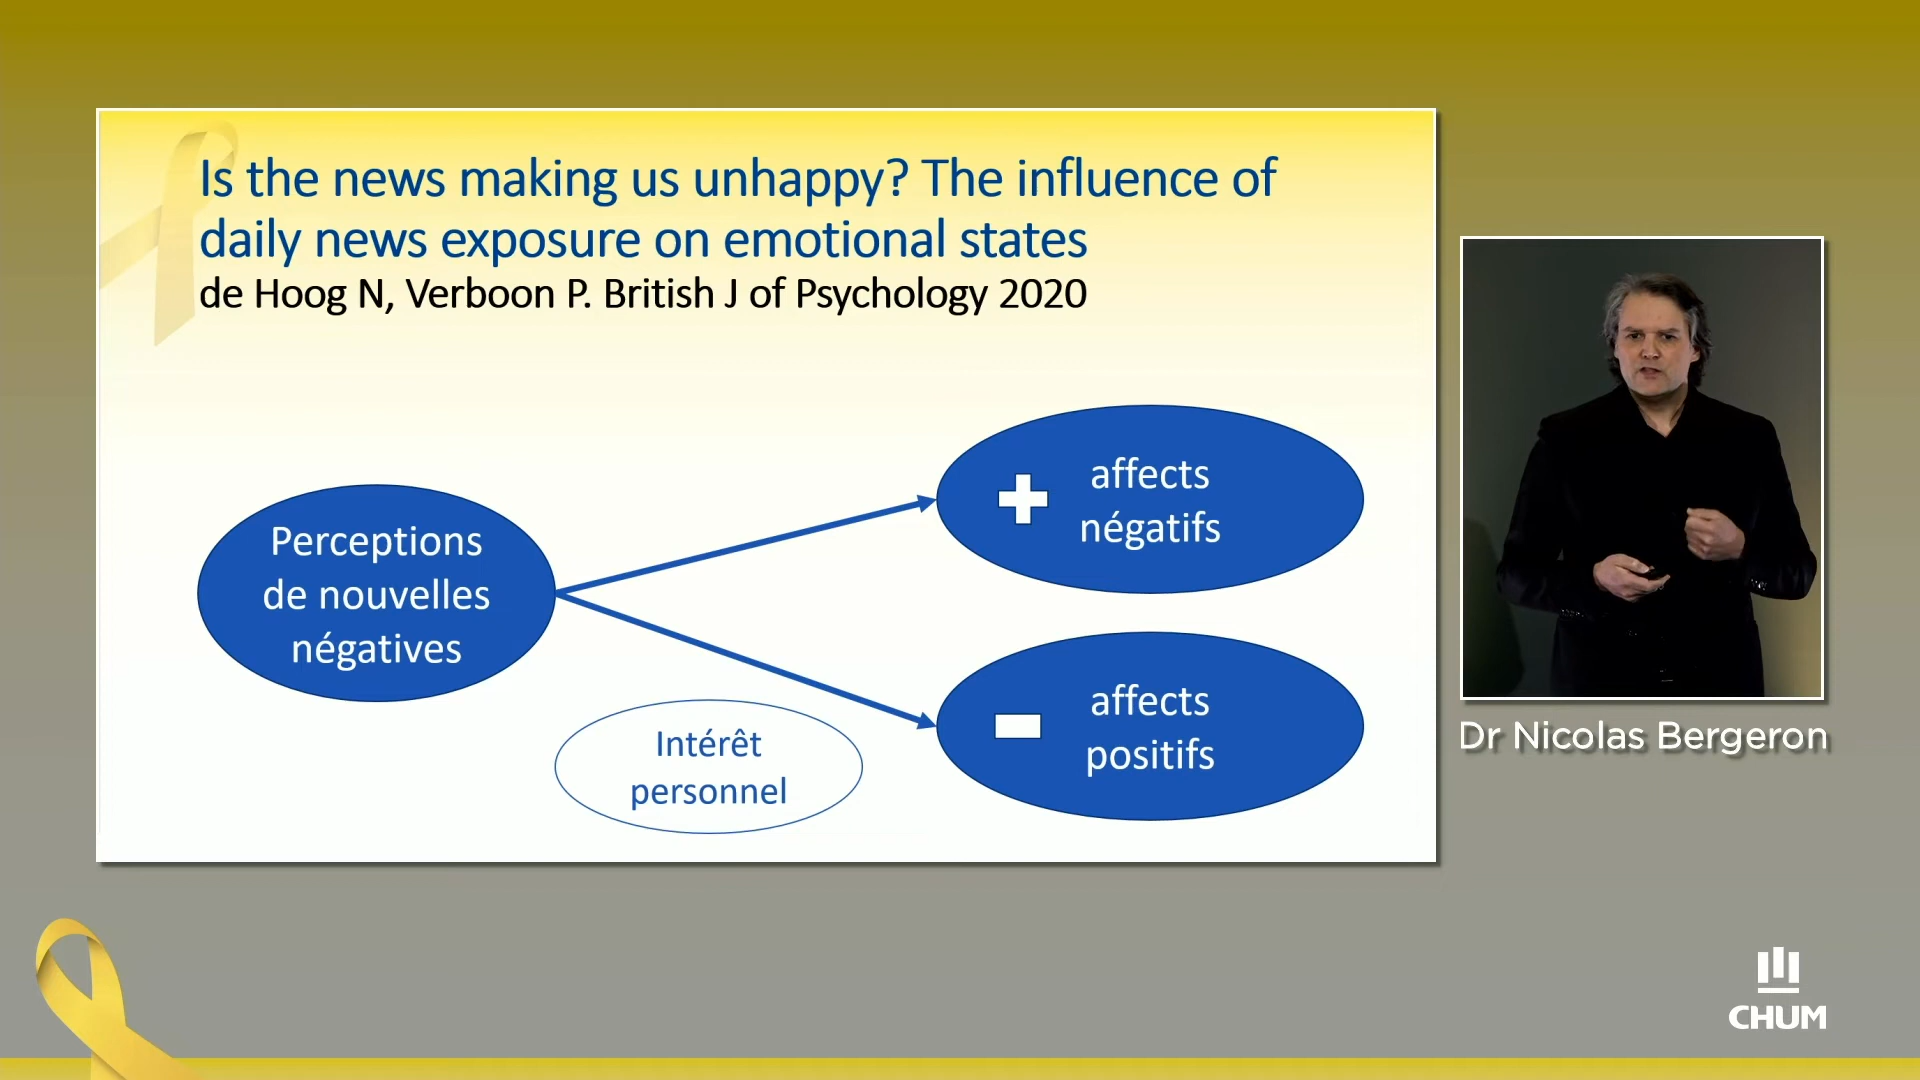 Is the news making us unhappy? The influence of
daily news exposure on emotional states
de Hoog N, Verboon P. British J of Psychology 2020
Perceptions
de nouvelles
négatives
affects
négatifs
affects
positifs
Intérêt
personnel
Dr Nicolas Bergeron
CHUM